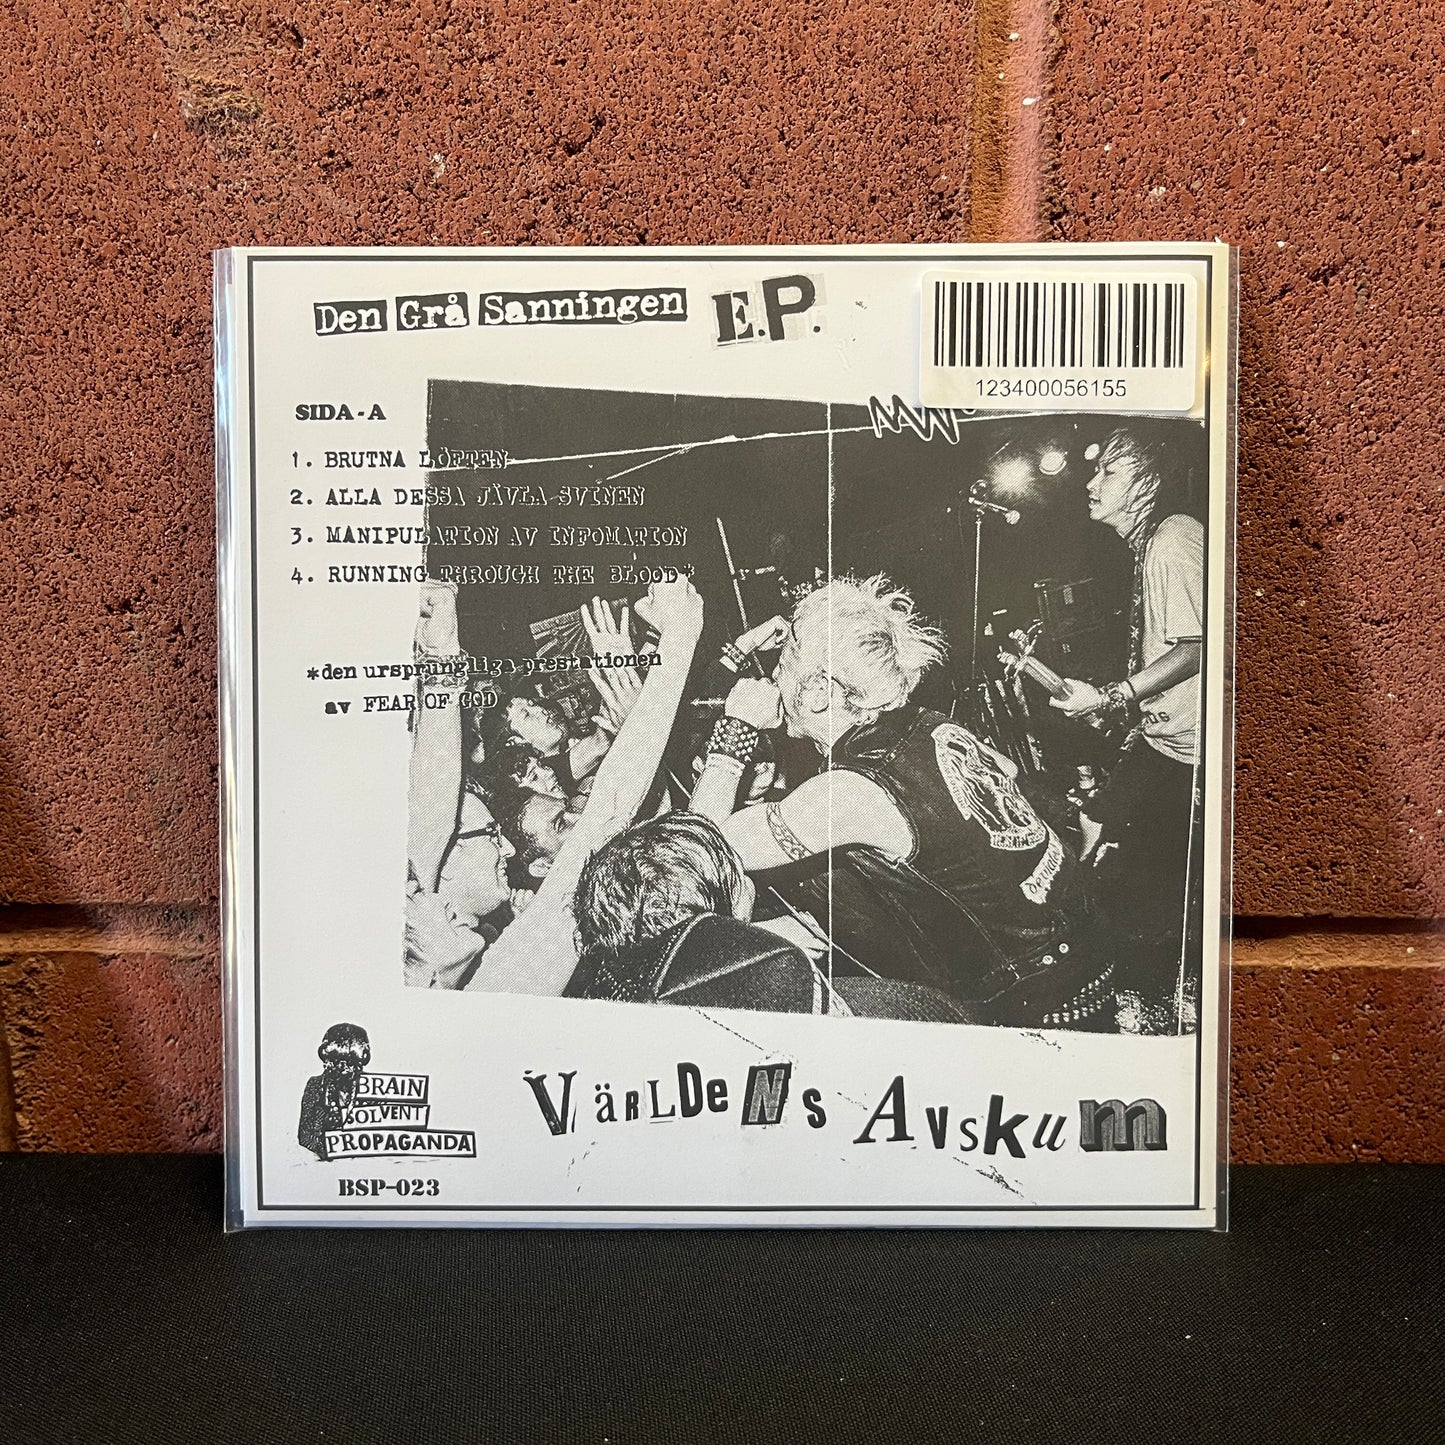 Den Grå Sanningen E.P.
123400056155
SIDA-A
1. BRUTNA LÖFTEN
2. ALLA DESSA JÄVLA SVINEN
3. MANIPULATION AV INFOMATION
4. RUNNING THROUGH THE BLOOD*
*den ursprungliga prestationen
av FEAR OF GOD
BRAIN
SOLVENT
PROPAGANDA
BSP-023
VÄRLDeNs AvsKum